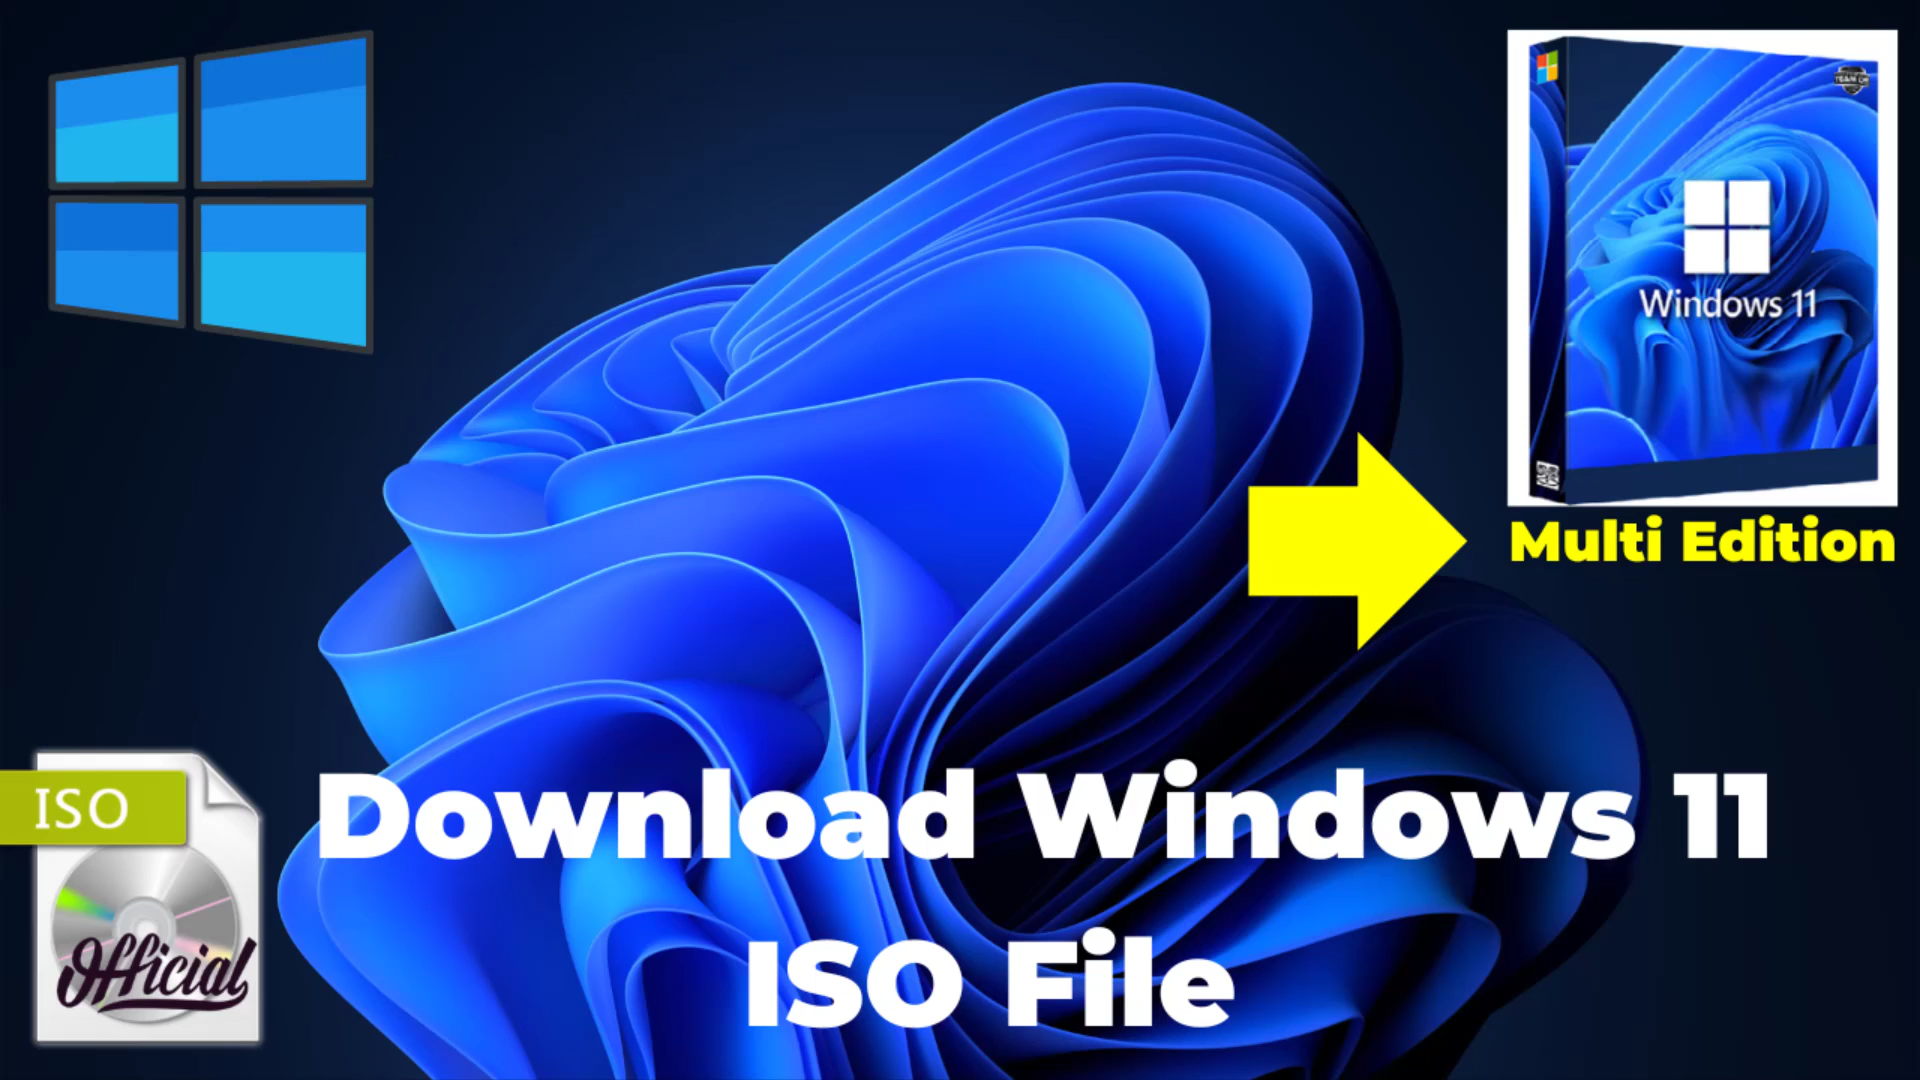 Windows 11
Multi Edition
ISO
Official
Download Windows 11
ISO File